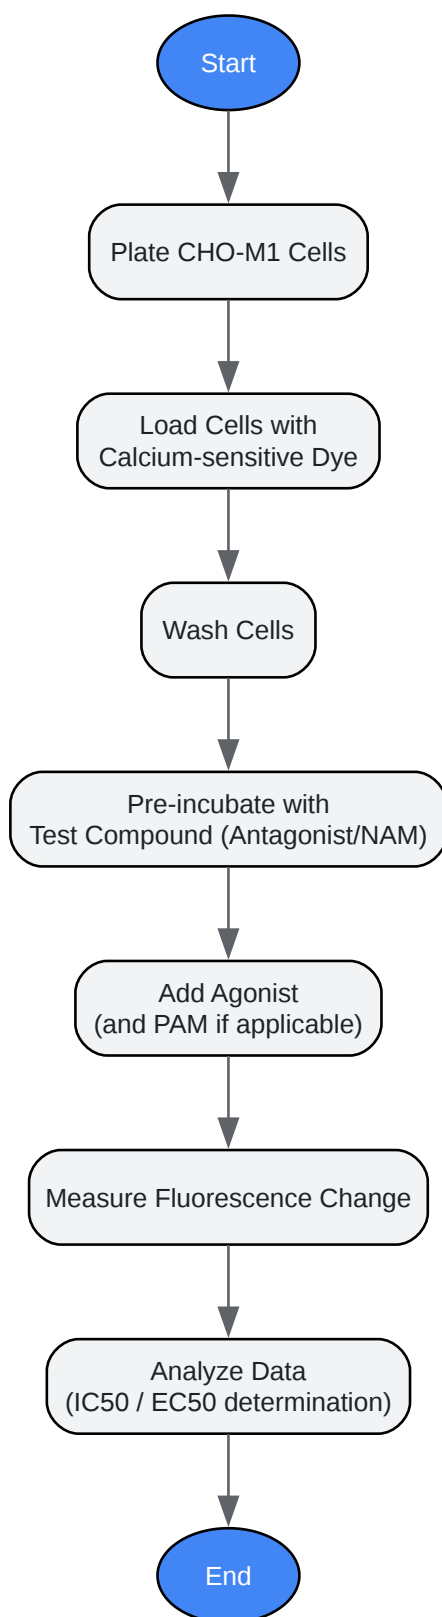 Start
Plate CHO-M1 Cells
Load Cells with
Calcium-sensitive Dye
Wash Cells
Pre-incubate with
Test Compound (Antagonist/NAM)
Add Agonist
(and PAM if applicable)
Measure Fluorescence Change
Analyze Data
(IC50 / EC50 determination)
End